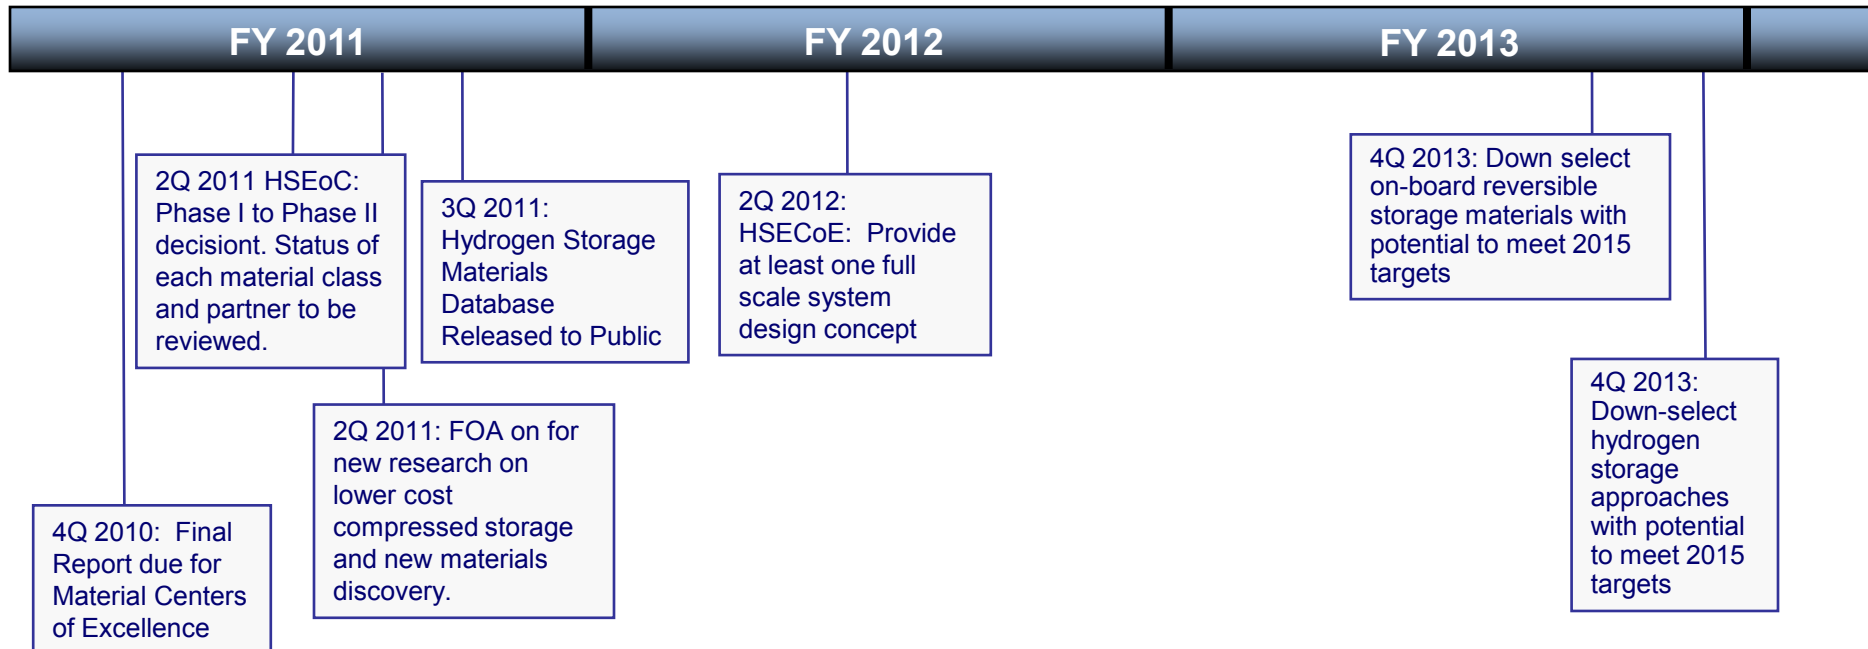 FY 2011
FY 2012
FY 2013
2Q 2011 HSEoC:
Phase I to Phase II
decisiont. Status of
each material class
and partner to be
reviewed.
3Q 2011:
Hydrogen Storage
Materials
Database
Released to Public
2Q 2012:
HSECoE:  Provide
at least one full
scale system
design concept
4Q 2013: Down select
on-board reversible
storage materials with
potential to meet 2015
targets
4Q 2013:
Down-select
hydrogen
storage
approaches
with potential
to meet 2015
targets
2Q 2011: FOA on for
new research on
lower cost
compressed storage
and new materials
discovery.
4Q 2010:  Final
Report due for
Material Centers
of Excellence